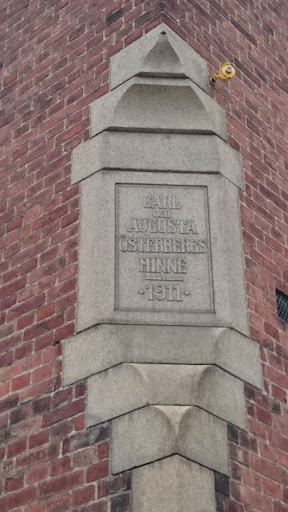 CARL
OCH
AUGUSTA
ÖSTERBERGS
MINNE
·1911·